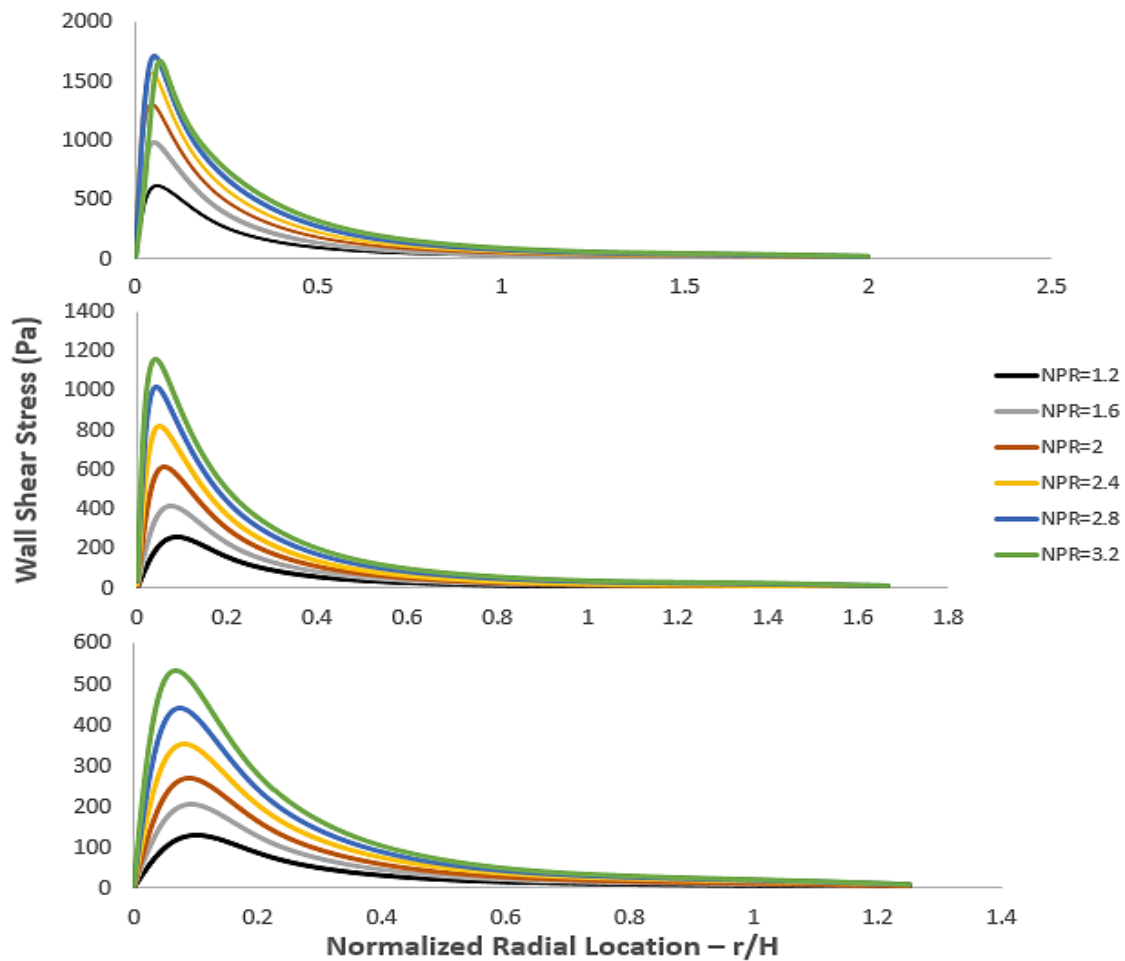 2000
1500
1000
500
0
0 0.5 1 1.5 2 2.5
Wall Shear Stress (Pa)
1400
1200
1000
800
600
400
200
0
0 0.2 0.4 0.6 0.8 1 1.2 1.4 1.6 1.8
NPR=1.2
NPR=1.6
NPR=2
NPR=2.4
NPR=2.8
NPR=3.2
600
500
400
300
200
100
0
0 0.2 0.4 0.6 0.8 1 1.2 1.4
Normalized Radial Location – r/H